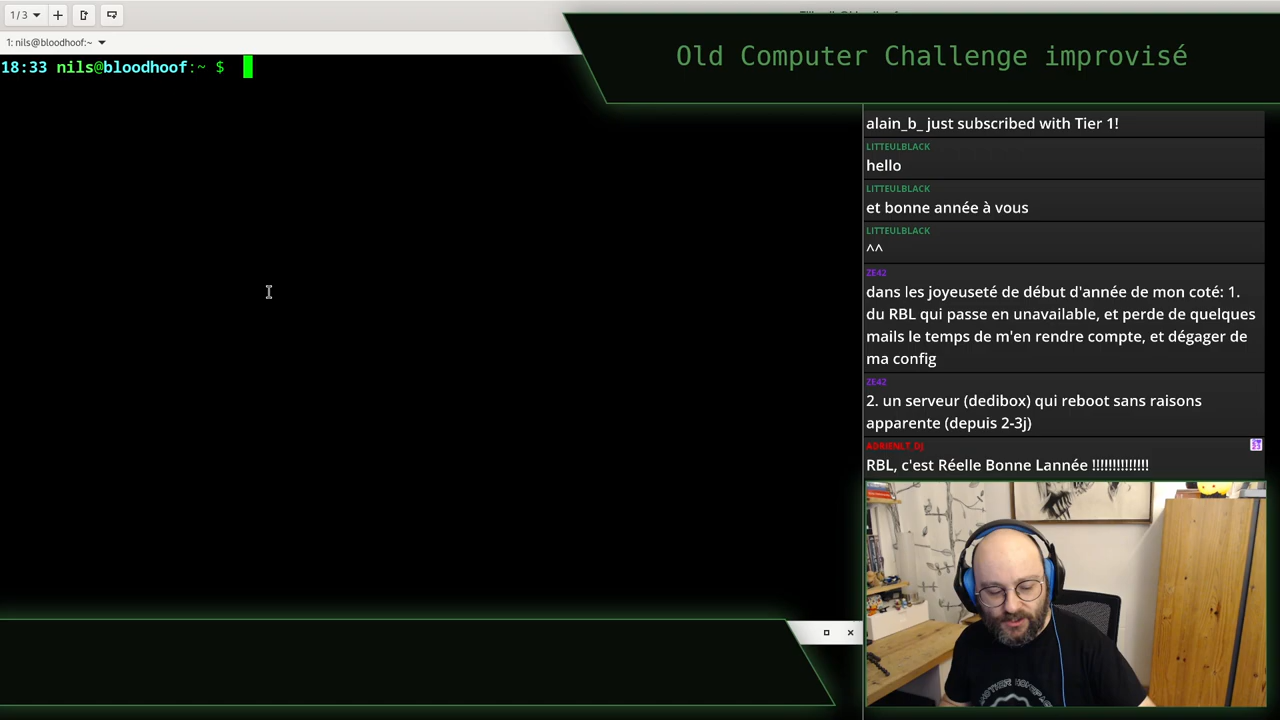 1/3
1: nils@bloodhoof:~
18:33 nils@bloodhoof:~ $
Old Computer Challenge improvisé
alain_b_ just subscribed with Tier 1!
LITTEULBLACK
hello
LITTEULBLACK
et bonne année à vous
LITTEULBLACK
^^
ZE42
dans les joyeuseté de début d'année de mon coté: 1.
du RBL qui passe en unavailable, et perde de quelques
mails le temps de m'en rendre compte, et dégager de
ma config
ZE42
2. un serveur (dedibox) qui reboot sans raisons
apparente (depuis 2-3j)
ADRIENLT_DJ
RBL, c'est Réelle Bonne Lannée !!!!!!!!!!!!!!